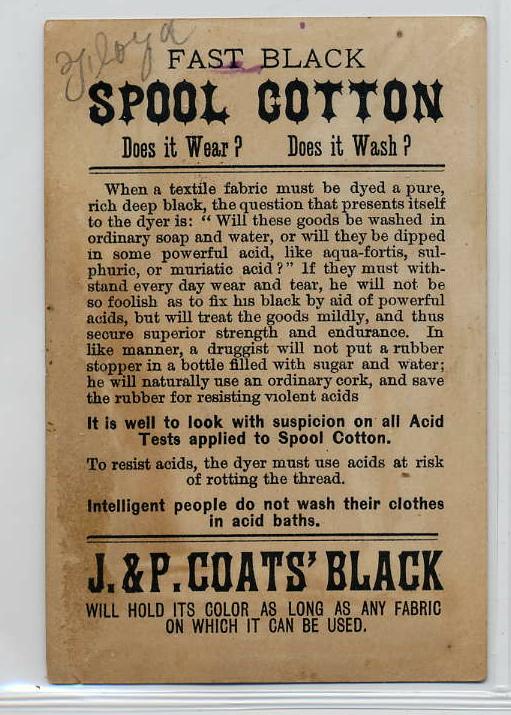 Floyd
FAST BLACK
SPOOL COTTON
Does it Wear? Does it Wash?
When a textile fabric must be dyed a pure,
rich deep black, the question that presents itself
to the dyer is: "Will these goods be washed in
ordinary soap and water, or will they be dipped
in some powerful acid, like aqua-fortis, sul-
phuric, or muriatic acid?" If they must with-
stand every day wear and tear, he will not be
so foolish as to fix his black by aid of powerful
acids, but will treat the goods mildly, and thus
secure superior strength and endurance. In
like manner, a druggist will not put a rubber
stopper in a bottle filled with sugar and water;
he will naturally use an ordinary cork, and save
the rubber for resisting violent acids
It is well to look with suspicion on all Acid
Tests applied to Spool Cotton.
To resist acids, the dyer must use acids at risk
of rotting the thread.
Intelligent people do not wash their clothes
in acid baths.
J. & P. COATS' BLACK
WILL HOLD ITS COLOR AS LONG AS ANY FABRIC
ON WHICH IT CAN BE USED.